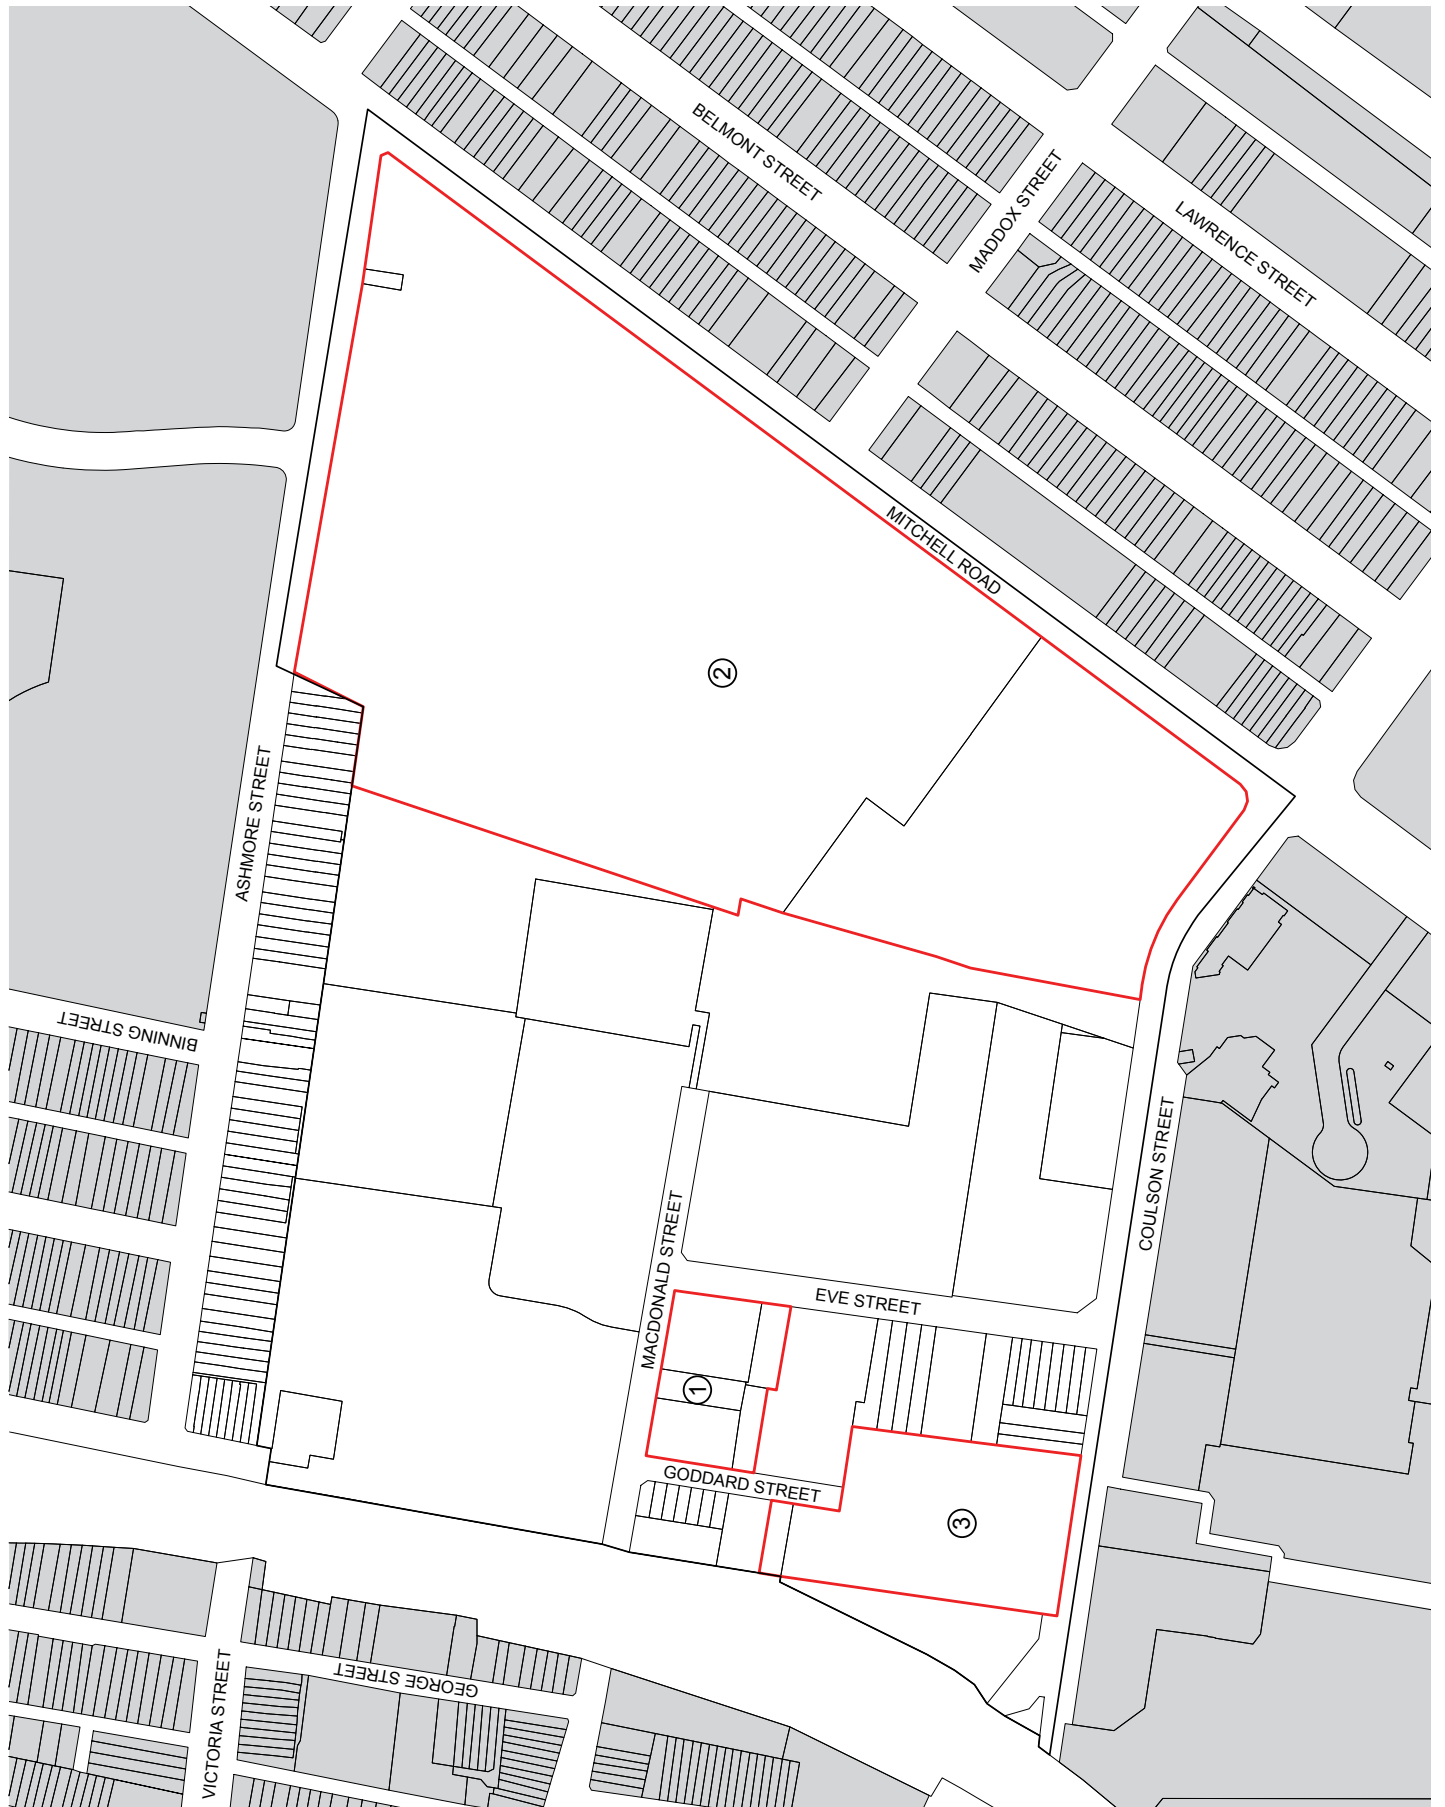 BELMONT STREET
MADDOX STREET
LAWRENCE STREET
MITCHELL ROAD
2
ASHMORE STREET
BINNING STREET
COULSON STREET
MACDONALD STREET
EVE STREET
1
GODDARD STREET
3
GEORGE STREET
VICTORIA STREET